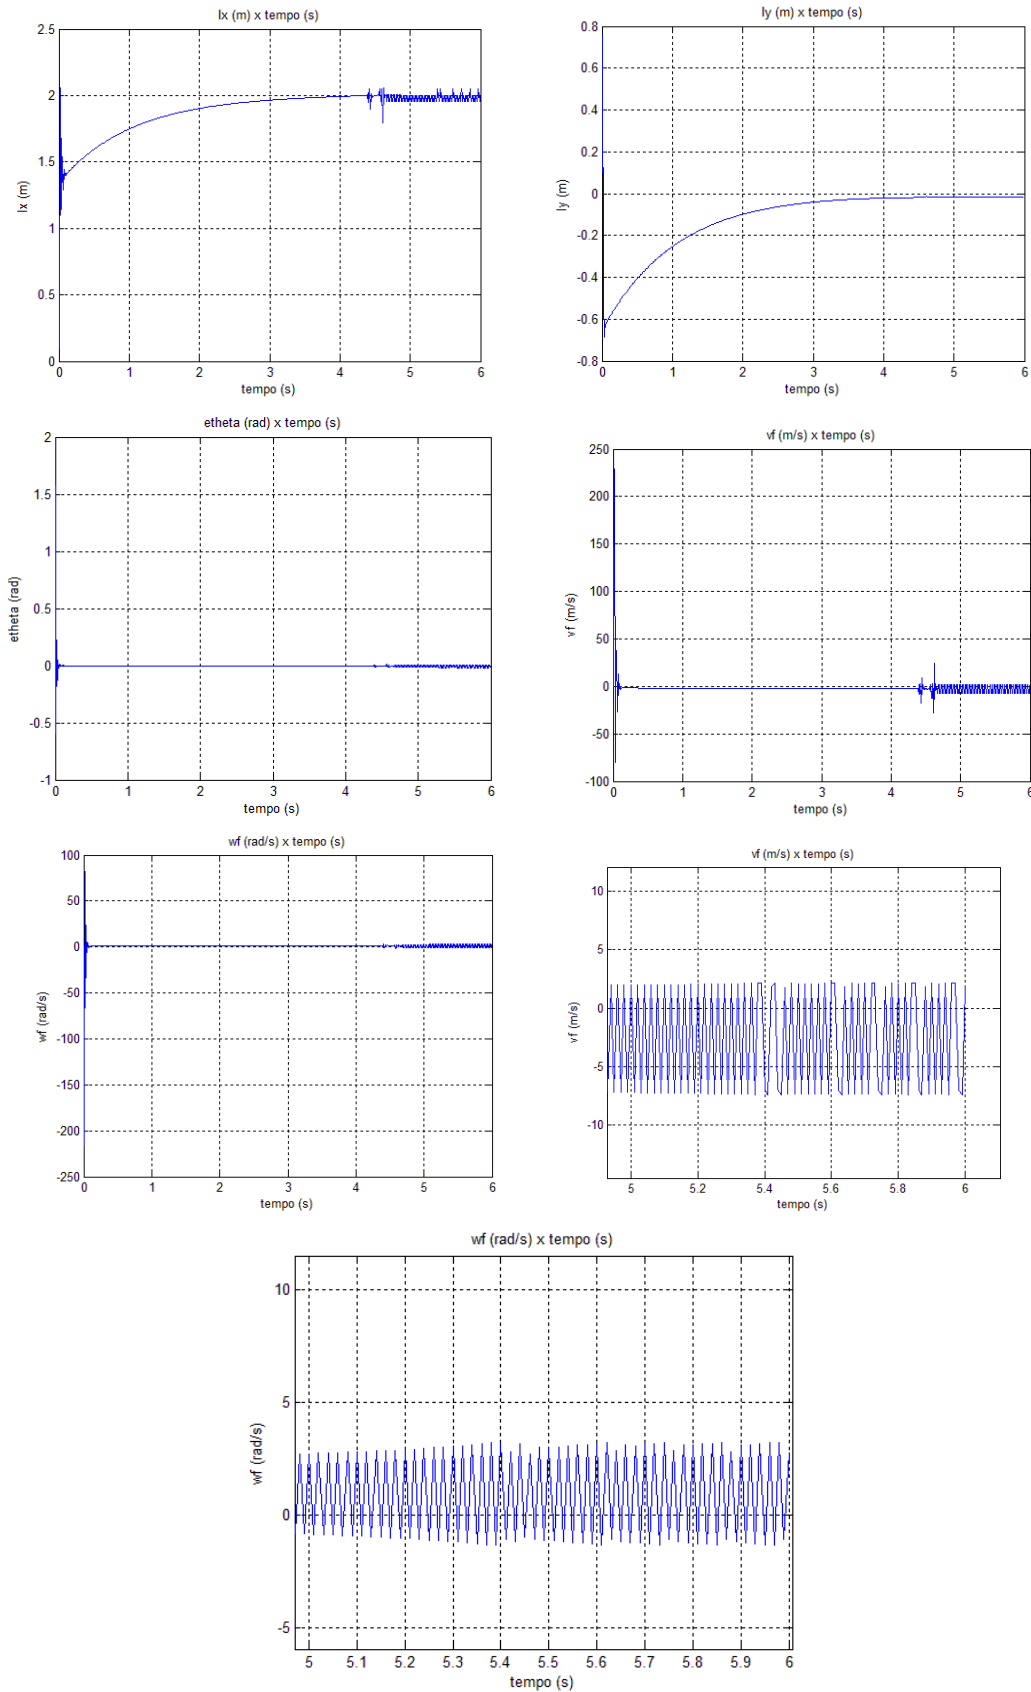 lx (m) x tempo (s)
2.5
2
1.5
1
0.5
0
lx (m)
0 1 2 3 4 5 6
tempo (s)
ly (m) x tempo (s)
0.8
0.6
0.4
0.2
0
-0.2
-0.4
-0.6
-0.8
ly (m)
0 1 2 3 4 5 6
tempo (s)
etheta (rad) x tempo (s)
2
1.5
1
0.5
0
-0.5
-1
etheta (rad)
0 1 2 3 4 5 6
tempo (s)
vf (m/s) x tempo (s)
250
200
150
100
50
0
-50
-100
vf (m/s)
0 1 2 3 4 5 6
tempo (s)
wf (rad/s) x tempo (s)
100
50
0
-50
-100
-150
-200
-250
wf (rad/s)
0 1 2 3 4 5 6
tempo (s)
vf (m/s) x tempo (s)
10
5
0
-5
-10
vf (m/s)
5 5.2 5.4 5.6 5.8 6
tempo (s)
wf (rad/s) x tempo (s)
10
5
0
-5
wf (rad/s)
5 5.1 5.2 5.3 5.4 5.5 5.6 5.7 5.8 5.9 6
tempo (s)